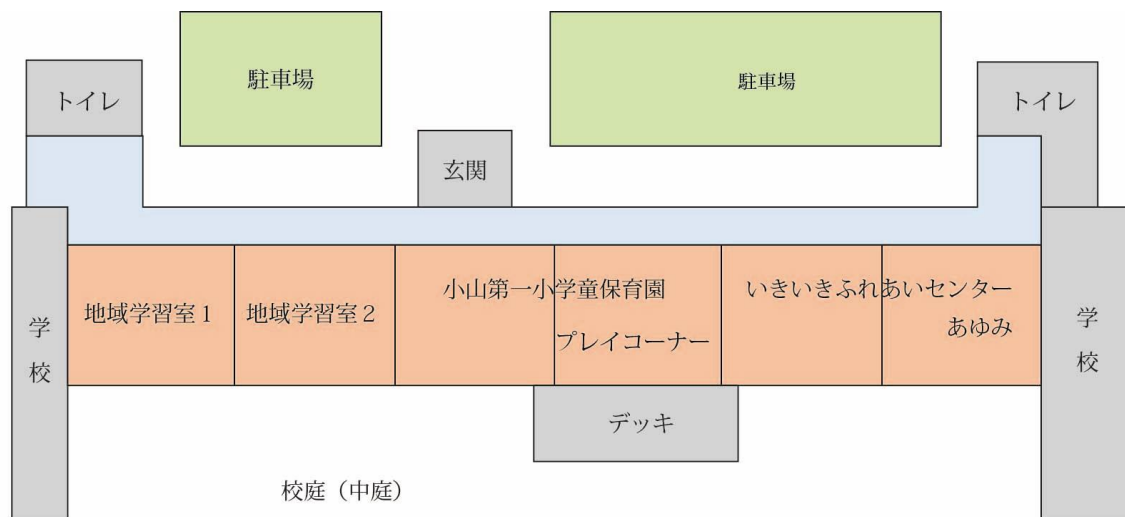 駐車場
駐車場
トイレ
トイレ
玄関
小山第一小学童保育園
いきいきふれあいセンター
地域学習室1
地域学習室2
プレイコーナー
あゆみ
学校
学校
デッキ
校庭(中庭)